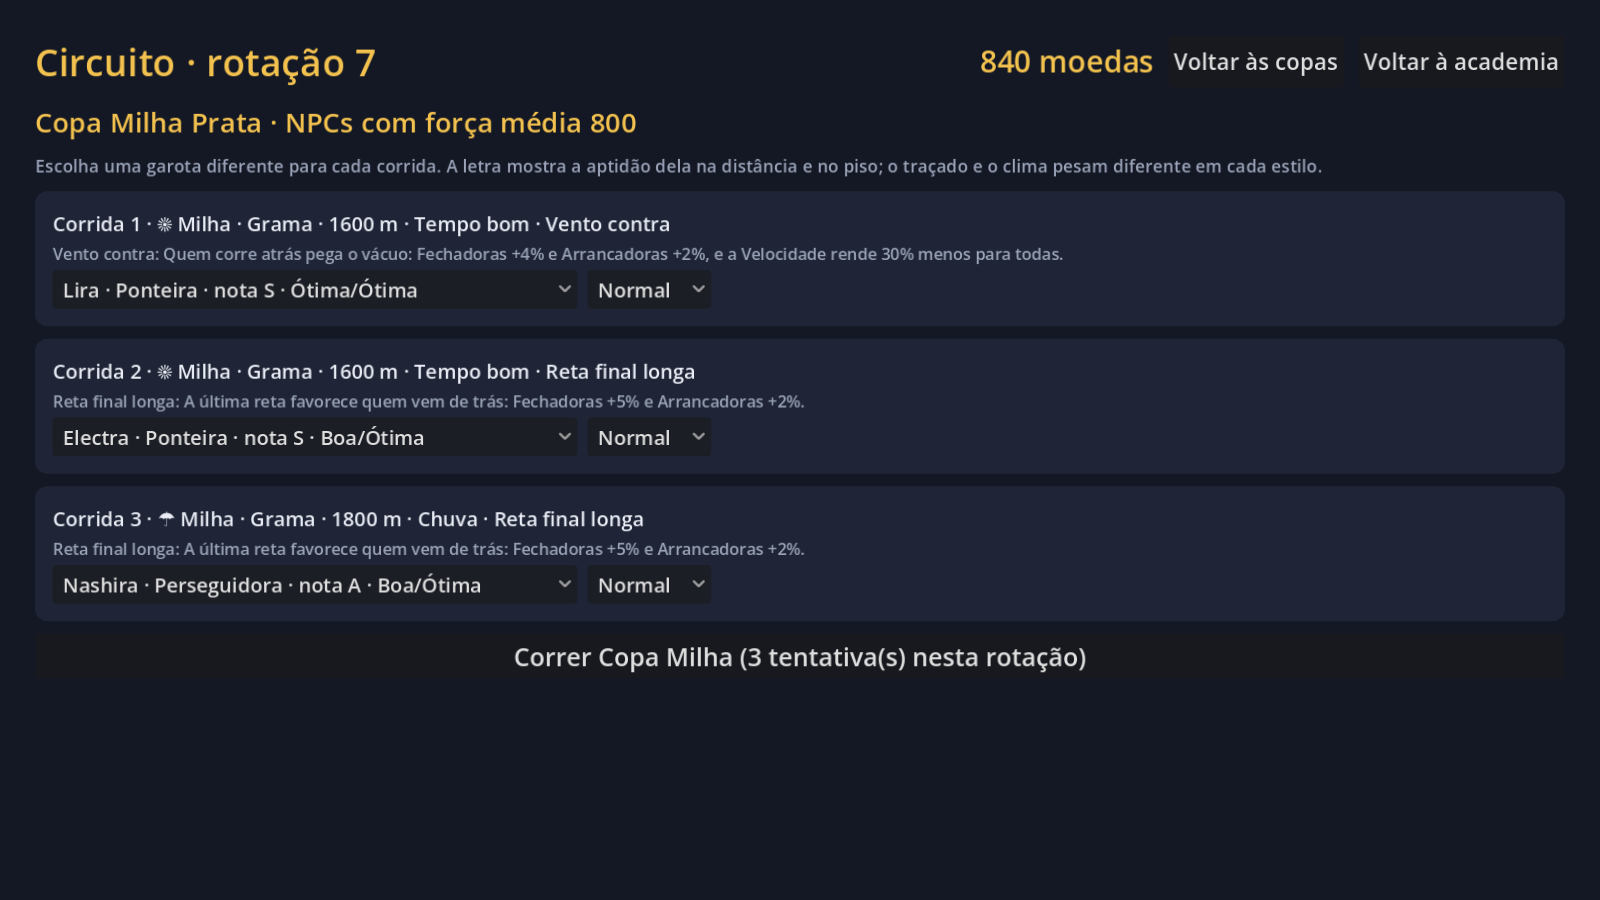 Circuito · rotação 7
840 moedas
Voltar às copas
Voltar à academia
Copa Milha Prata · NPCs com força média 800
Escolha uma garota diferente para cada corrida. A letra mostra a aptidão dela na distância e no piso; o traçado e o clima pesam diferente em cada estilo.
Corrida 1 · ☀ Milha · Grama · 1600 m · Tempo bom · Vento contra
Vento contra: Quem corre atrás pega o vácuo: Fechadoras +4% e Arrancadoras +2%, e a Velocidade rende 30% menos para todas.
Lira · Ponteira · nota S · Ótima/Ótima
Normal
Corrida 2 · ☀ Milha · Grama · 1600 m · Tempo bom · Reta final longa
Reta final longa: A última reta favorece quem vem de trás: Fechadoras +5% e Arrancadoras +2%.
Electra · Ponteira · nota S · Boa/Ótima
Normal
Corrida 3 · ☂ Milha · Grama · 1800 m · Chuva · Reta final longa
Reta final longa: A última reta favorece quem vem de trás: Fechadoras +5% e Arrancadoras +2%.
Nashira · Perseguidora · nota A · Boa/Ótima
Normal
Correr Copa Milha (3 tentativa(s) nesta rotação)